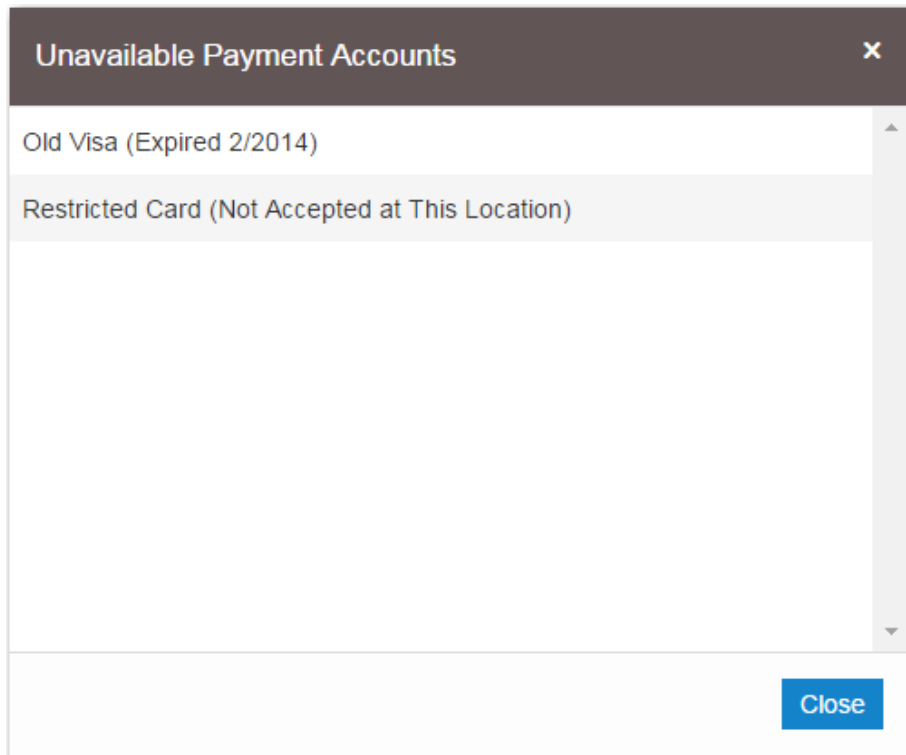 Unavailable Payment Accounts ×
Old Visa (Expired 2/2014)
Restricted Card (Not Accepted at This Location)
Close